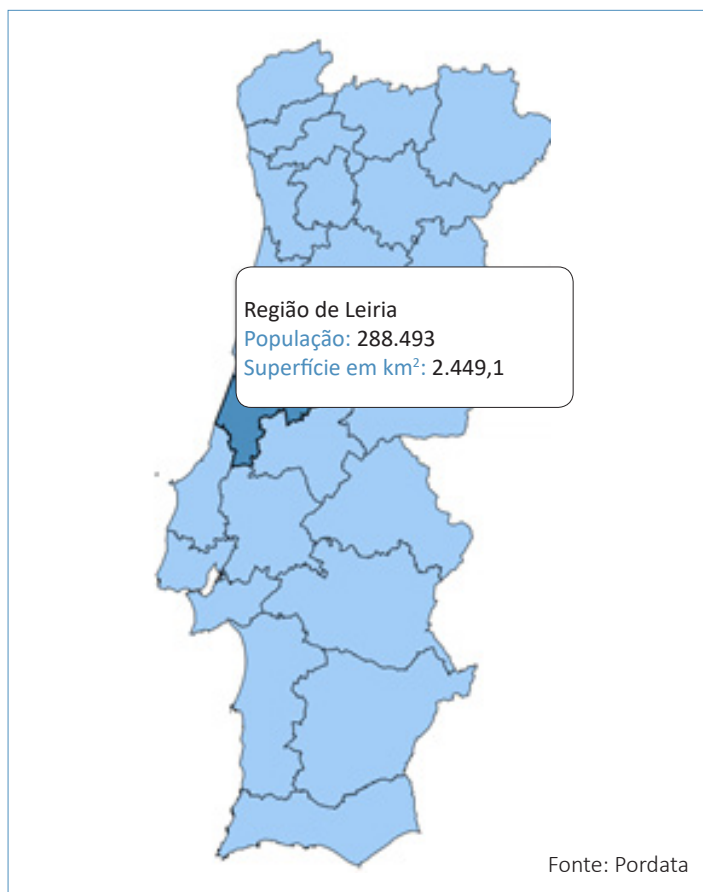 Região de Leiria
População: 288.493
Superfície em km²: 2.449,1
Fonte: Pordata